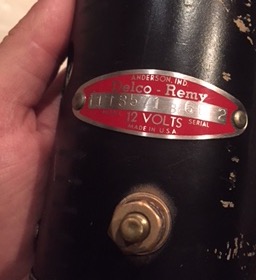 ANDERSON, IND.
Delco-Remy
12 VOLTS SERIAL
MADE IN U.S.A.